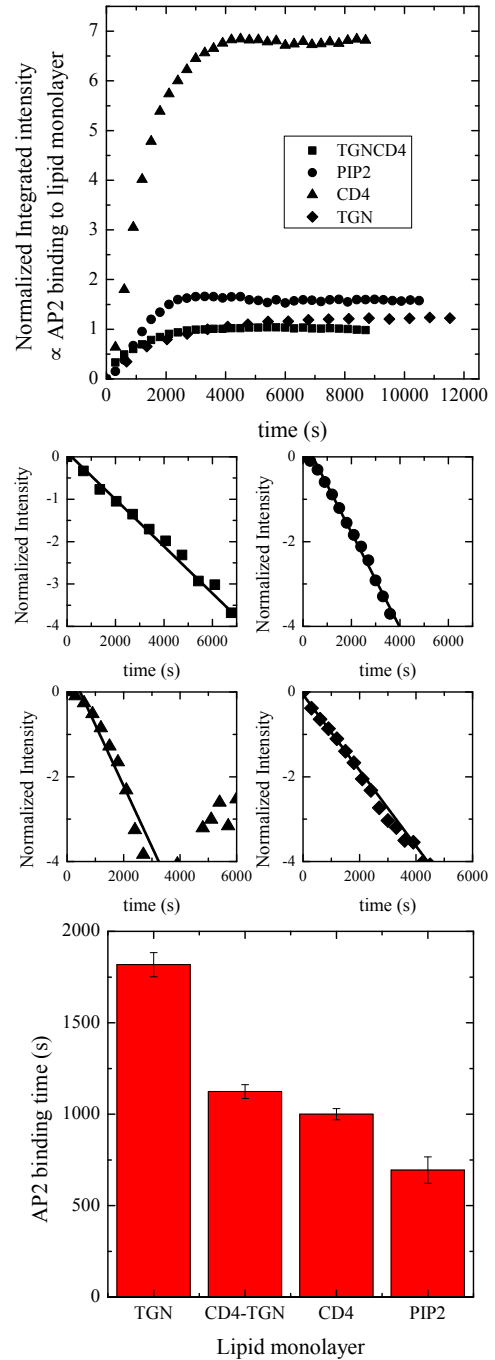 Normalized Integrated intensity
∝ AP2 binding to lipid monolayer
7
6
5
4
3
2
1
0
TGNCD4
PIP2
CD4
TGN
0 2000 4000 6000 8000 10000 12000
time (s)
Normalized Intensity
0
-1
-2
-3
-4
0 2000 4000 6000
time (s)
Normalized Intensity
0
-2
-4
0 2000 4000 6000
time (s)
Normalized Intensity
0
-2
-4
0 2000 4000 6000
time (s)
Normalized Intensity
0
-2
-4
0 2000 4000 6000
time (s)
AP2 binding time (s)
2000
1500
1000
500
0
TGN CD4-TGN CD4 PIP2
Lipid monolayer